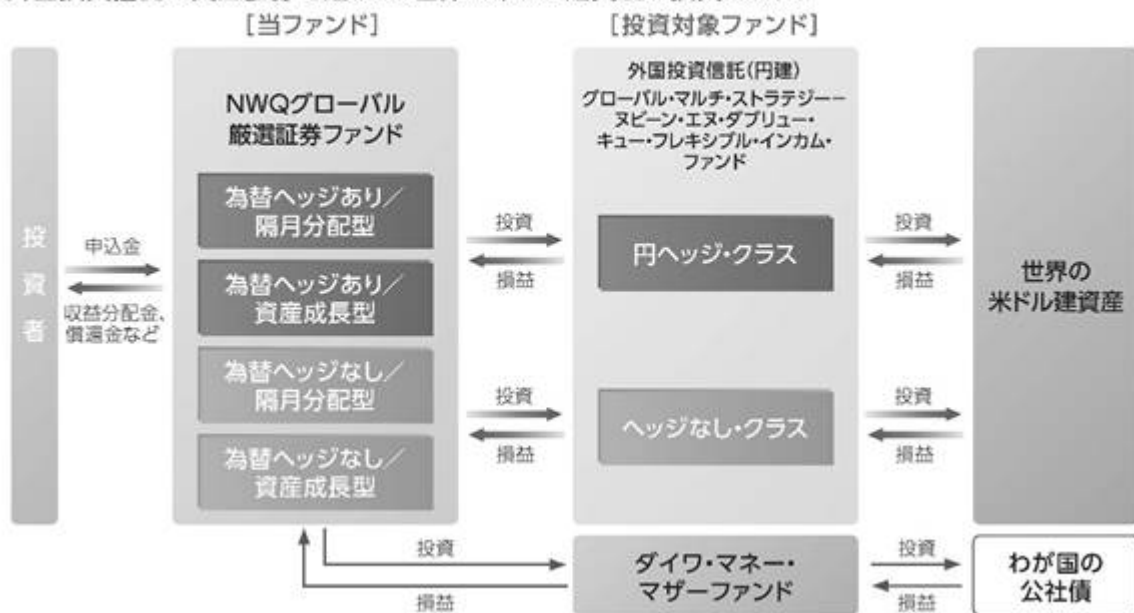 [当ファンド]
[投資対象ファンド]
投資者
申込金
収益分配金、
償還金など
NWQグローバル
厳選証券ファンド
為替ヘッジあり／
隔月分配型
為替ヘッジあり／
資産成長型
為替ヘッジなし／
隔月分配型
為替ヘッジなし／
資産成長型
投資
損益
投資
損益
外国投資信託(円建)
グローバル・マルチ・ストラテジー－
ヌビーン・エヌ・ダブリュー・
キュー・フレキシブル・インカム・
ファンド
円ヘッジ・クラス
ヘッジなし・クラス
投資
損益
投資
損益
世界の
米ドル建資産
投資
損益
ダイワ・マネー・
マザーファンド
投資
損益
わが国の
公社債